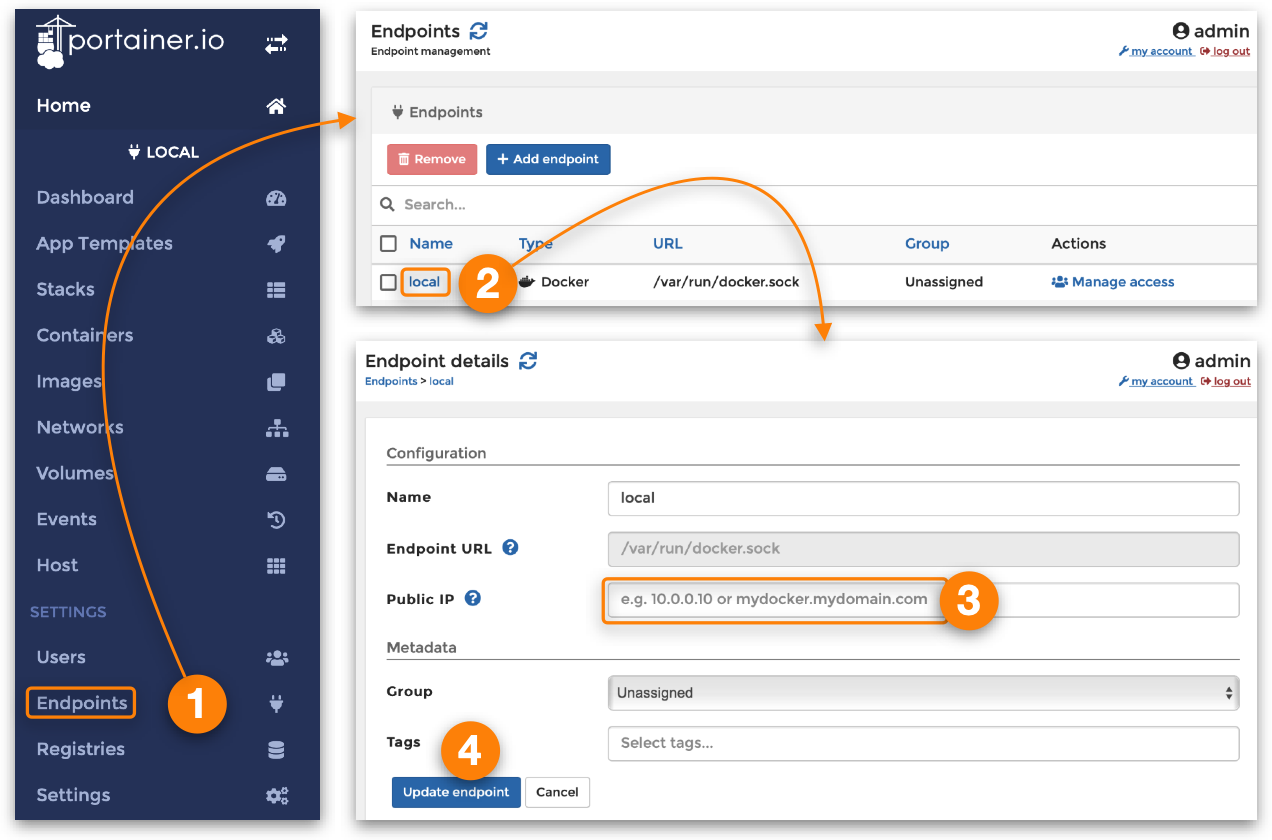 portainer.io
Home
LOCAL
Dashboard
App Templates
Stacks
Containers
Images
Networks
Volumes
Events
Host
SETTINGS
Users
Endpoints
1
Registries
Settings
Endpoints
admin
Endpoint management
my account log out
Endpoints
Remove + Add endpoint
Search...
Name Type URL Group Actions
local 2 Docker /var/run/docker.sock Unassigned Manage access
Endpoint details
admin
Endpoints > local
my account log out
Configuration
Name local
Endpoint URL ? /var/run/docker.sock
Public IP ? e.g. 10.0.0.10 or mydocker.mydomain.com 3
Metadata
Group Unassigned
Tags Select tags...
4
Update endpoint Cancel